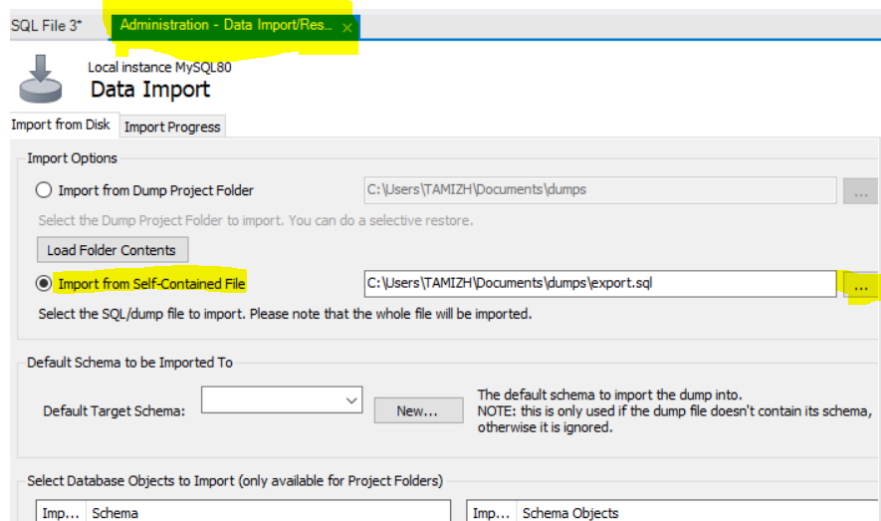 SQL File 3* Administration - Data Import/Res... ×
Local instance MySQL80
Data Import
Import from Disk Import Progress
Import Options
Import from Dump Project Folder C:\Users\TAMIZH\Documents\dumps ...
Select the Dump Project Folder to import. You can do a selective restore.
Load Folder Contents
Import from Self-Contained File C:\Users\TAMIZH\Documents\dumps\export.sql ...
Select the SQL/dump file to import. Please note that the whole file will be imported.
Default Schema to be Imported To
Default Target Schema: New... The default schema to import the dump into.
NOTE: this is only used if the dump file doesn't contain its schema,
otherwise it is ignored.
Select Database Objects to Import (only available for Project Folders)
Imp... Schema Imp... Schema Objects